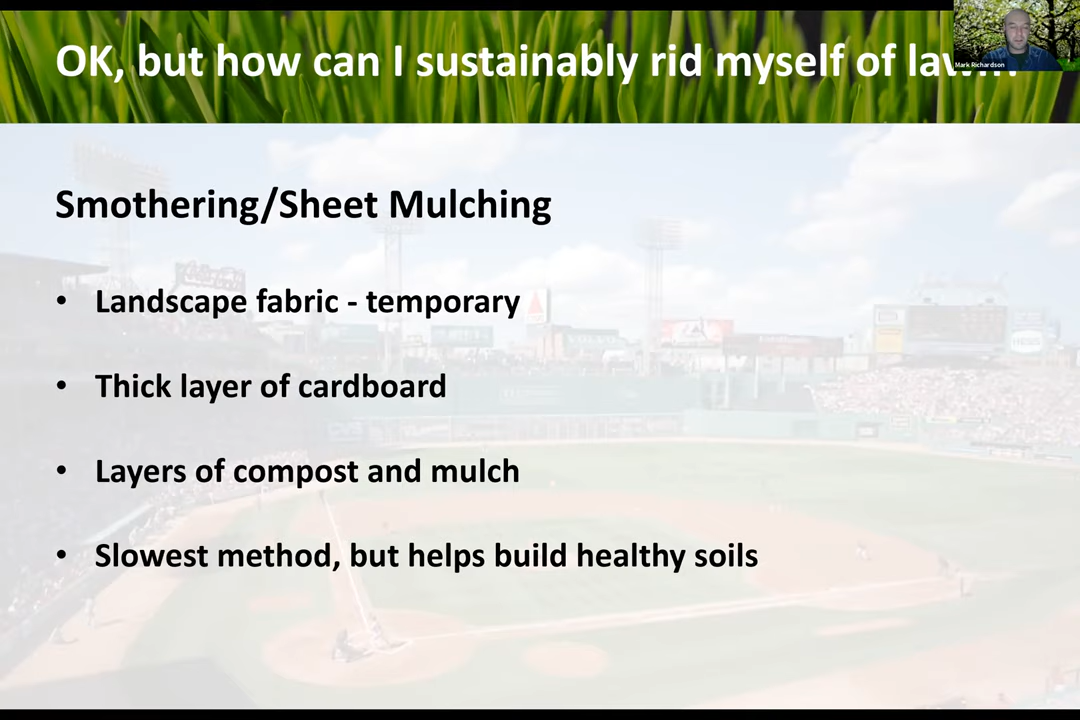 OK, but how can I sustainably rid myself of
Mark Richardson
Smothering/Sheet Mulching
• Landscape fabric - temporary
• Thick layer of cardboard
• Layers of compost and mulch
• Slowest method, but helps build healthy soils